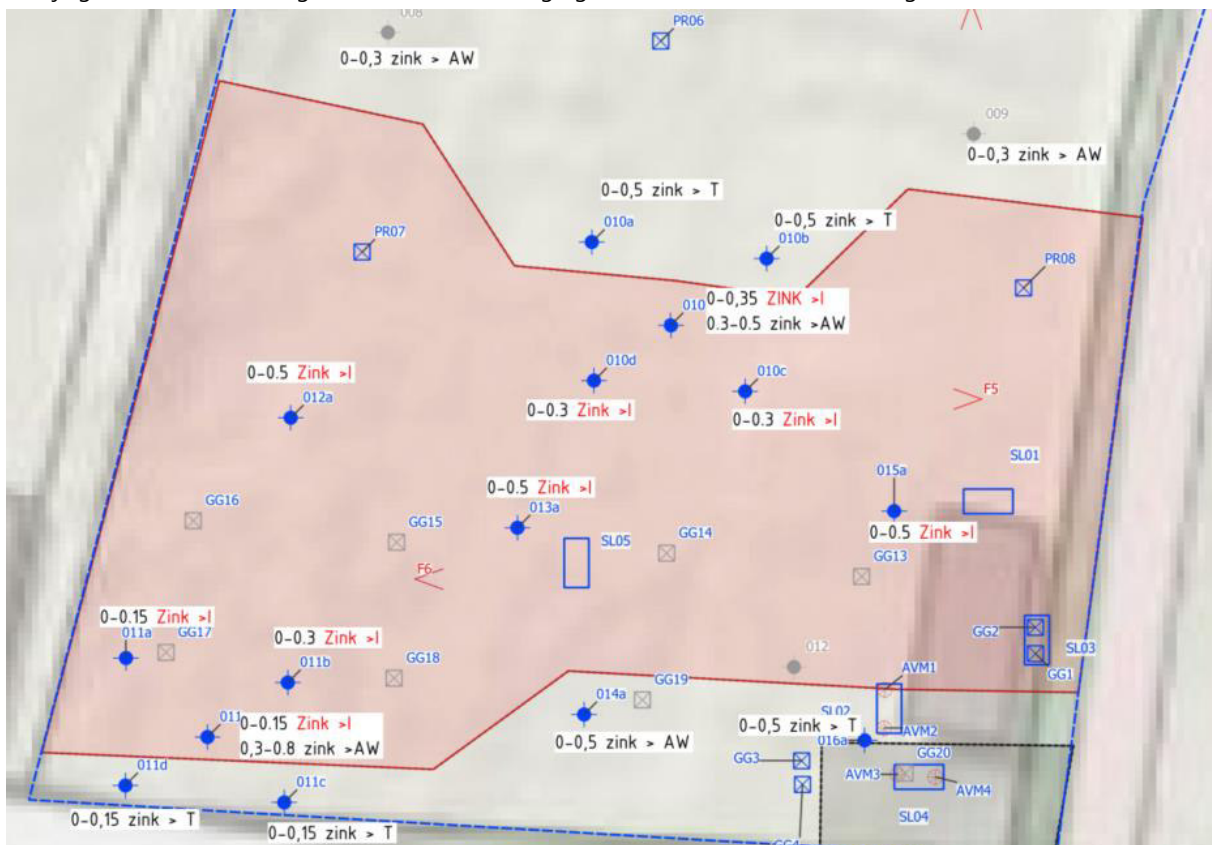 008
PR06
0-0,3 zink > AW
009
0-0,3 zink > AW
0-0,5 zink > T
010a
0-0,5 zink > T
010b
PR07
PR08
010
0-0,35 ZINK >I
0.3-0.5 zink >AW
0-0.5 Zink >I
012a
010d
0-0.3 Zink >I
010c
0-0.3 Zink >I
F5
SL01
015a
0-0.5 Zink >I
0-0.5 Zink >I
013a
GG16
GG15
SL05
GG14
GG13
F6
0-0.15 Zink >I
011a
GG17
0-0.3 Zink >I
011b
GG18
GG2
SL03
GG1
012
GG19
AVM1
014a
0-0,5 zink > AW
SL02
0-0,5 zink > T
AVM2
016a
011
0-0.15 Zink >I
0,3-0.8 zink >AW
GG3
GG20
AVM3
AVM4
SL04
GG4
011d
0-0,15 zink > T
011c
0-0,15 zink > T